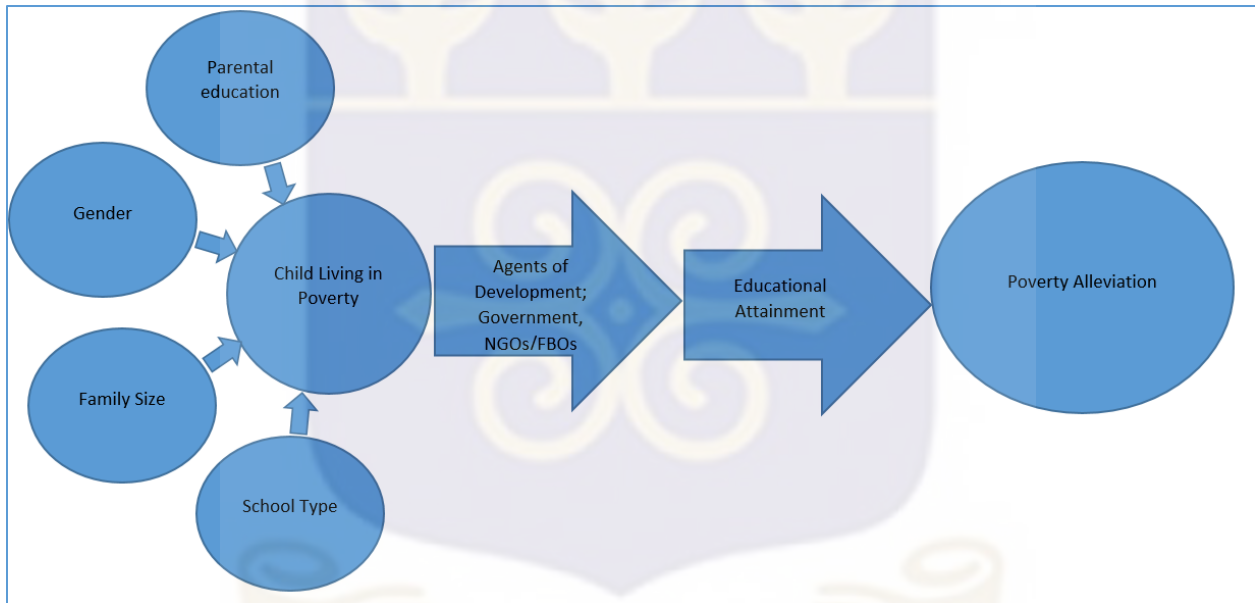 Parental
education
Gender
Child Living in
Poverty
Family Size
School Type
Agents of
Development;
Government,
NGOs/FBOs
Educational
Attainment
Poverty Alleviation